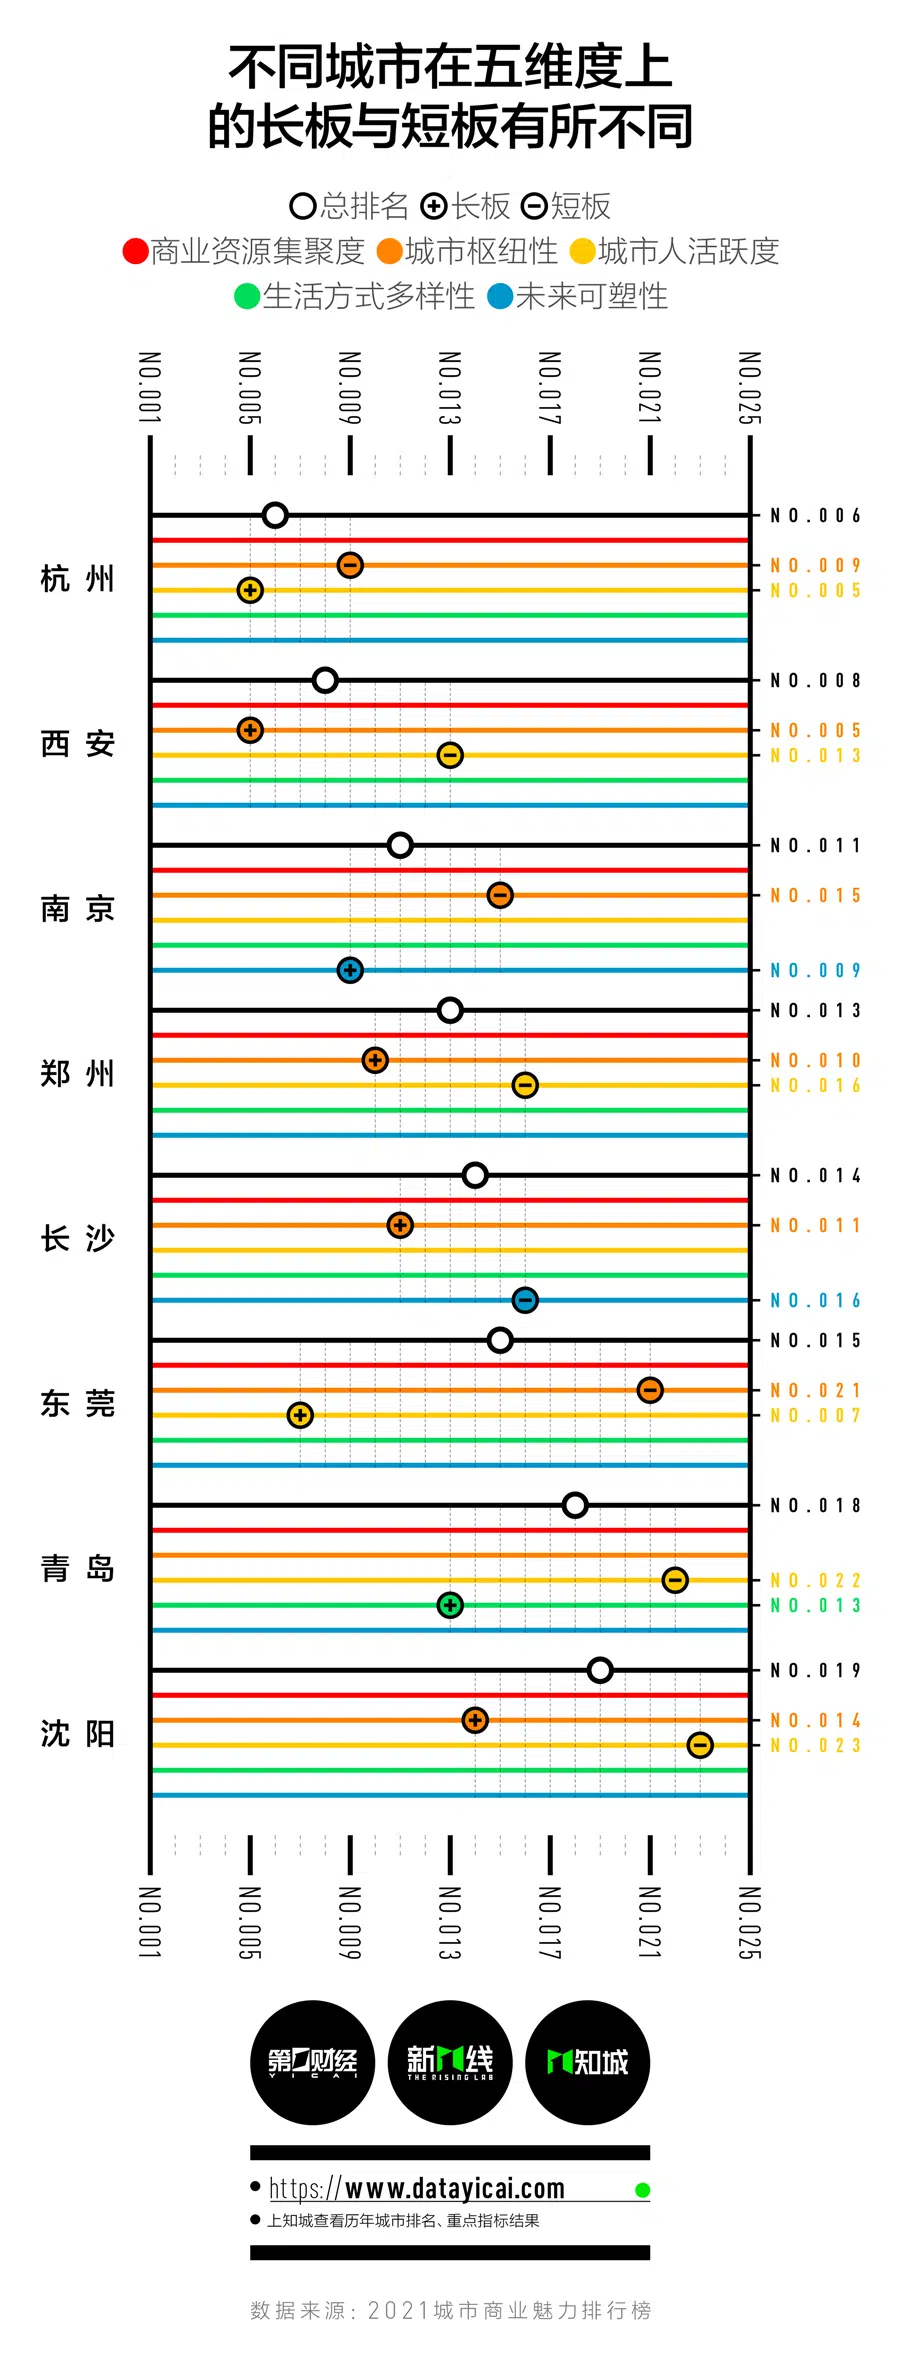 不同城市在五维度上
的长板与短板有所不同
总排名 长板 短板
商业资源集聚度 城市枢纽性 城市人活跃度
生活方式多样性 未来可塑性
NO.001 NO.005 NO.009 NO.013 NO.017 NO.021 NO.025
杭州
NO.006
NO.009
NO.005
西安
NO.008
NO.005
NO.013
南京
NO.011
NO.015
NO.009
郑州
NO.013
NO.010
NO.016
长沙
NO.014
NO.011
NO.016
东莞
NO.015
NO.021
NO.007
青岛
NO.018
NO.022
NO.013
沈阳
NO.019
NO.014
NO.023
NO.001 NO.005 NO.009 NO.013 NO.017 NO.021 NO.025
第一财经 新一线 知城
YICAI THE RISING LAB
https://www.datayicai.com
上知城查看历年城市排名、重点指标结果
数据来源: 2021城市商业魅力排行榜